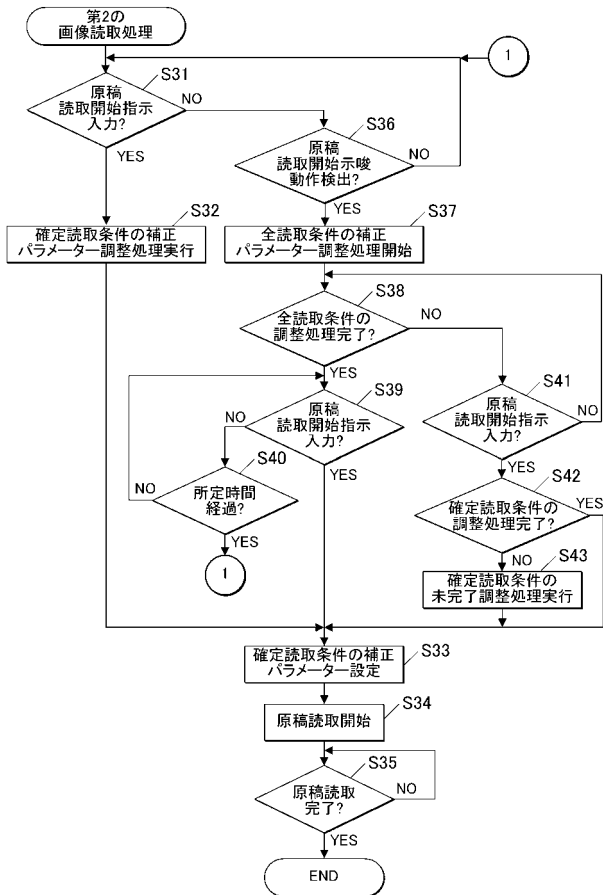 第2の
画像読取処理
1
S31
原稿
読取開始指示
入力?
NO
YES
S36
原稿
読取開始示唆
動作検出?
NO
YES
S32
確定読取条件の補正
パラメーター調整処理実行
S37
全読取条件の補正
パラメーター調整処理開始
S38
全読取条件の
調整処理完了?
NO
YES
S39
原稿
読取開始指示
入力?
NO
YES
S41
原稿
読取開始指示
入力?
NO
YES
S40
所定時間
経過?
NO
YES
1
S42
確定読取条件の
調整処理完了?
YES
NO
S43
確定読取条件の
未完了調整処理実行
確定読取条件の補正
パラメーター設定
S33
原稿読取開始
S34
S35
原稿読取
完了?
NO
YES
END